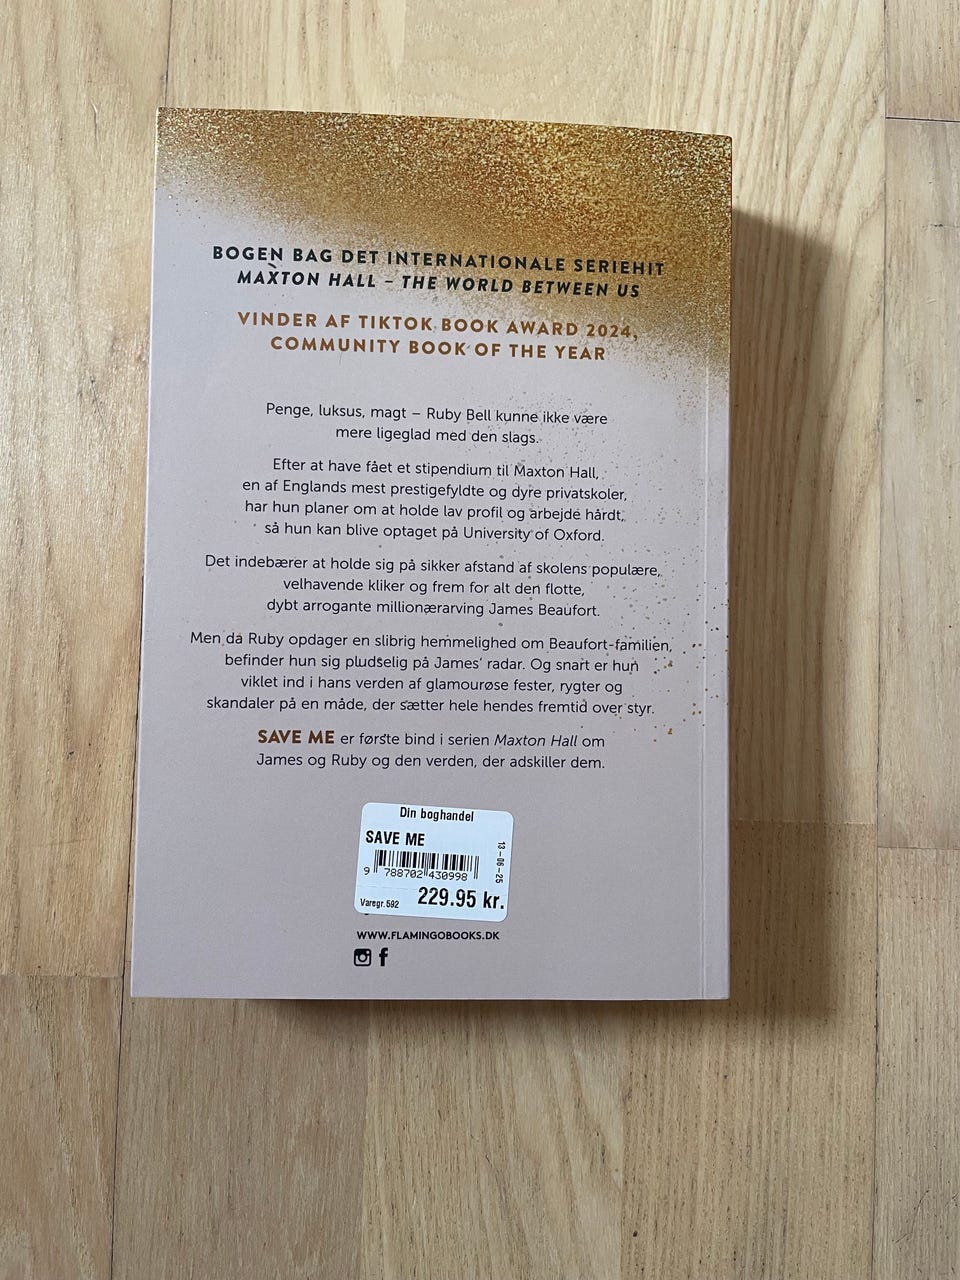 BOGEN BAG DET INTERNATIONALE SERIEHIT
MAXTON HALL – THE WORLD BETWEEN US
VINDER AF TIKTOK BOOK AWARD 2024,
COMMUNITY BOOK OF THE YEAR
Penge, luksus, magt – Ruby Bell kunne ikke være
mere ligeglad med den slags.
Efter at have fået et stipendium til Maxton Hall,
en af Englands mest prestigefyldte og dyre privatskoler,
har hun planer om at holde lav profil og arbejde hårdt,
så hun kan blive optaget på University of Oxford.
Det indebærer at holde sig på sikker afstand af skolens populære,
velhavende kliker og frem for alt den flotte,
dybt arrogante millionærarving James Beaufort.
Men da Ruby opdager en slibrig hemmelighed om Beaufort-familien,
befinder hun sig pludselig på James' radar. Og snart er hun
viklet ind i hans verden af glamourøse fester, rygter og
skandaler på en måde, der sætter hele hendes fremtid over styr.
SAVE ME er første bind i serien Maxton Hall om
James og Ruby og den verden, der adskiller dem.
Din boghandel
SAVE ME
13-06-25
9 788702 430998
Varegr.592 229.95 kr.
WWW.FLAMINGOBOOKS.DK